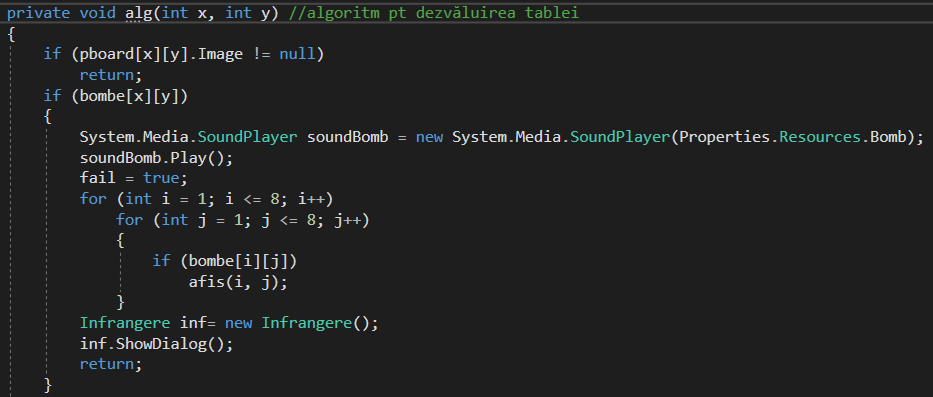 private void alg(int x, int y) //algoritm pt dezvăluirea tablei
{
    if (pboard[x][y].Image != null)
        return;
    if (bombe[x][y])
    {
        System.Media.SoundPlayer soundBomb = new System.Media.SoundPlayer(Properties.Resources.Bomb);
        soundBomb.Play();
        fail = true;
        for (int i = 1; i <= 8; i++)
            for (int j = 1; j <= 8; j++)
            {
                if (bombe[i][j])
                    afis(i, j);
            }
        Infrangere inf= new Infrangere();
        inf.ShowDialog();
        return;
    }